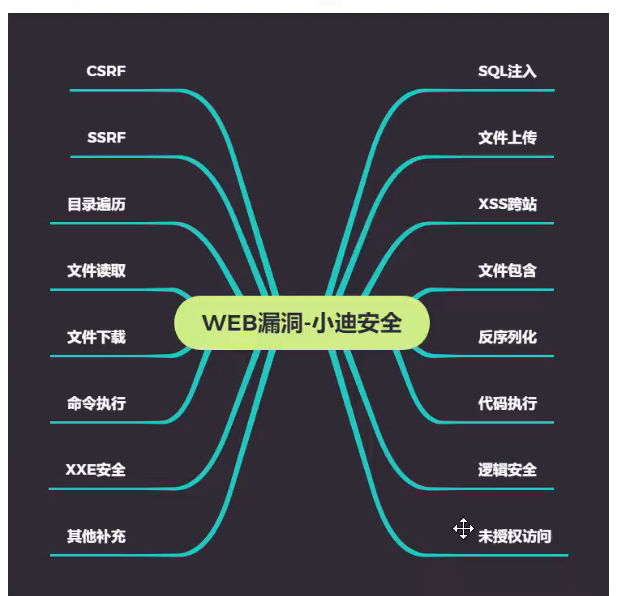 CSRF
SSRF
目录遍历
文件读取
文件下载
命令执行
XXE安全
其他补充
WEB漏洞-小迪安全
SQL注入
文件上传
XSS跨站
文件包含
反序列化
代码执行
逻辑安全
未授权访问